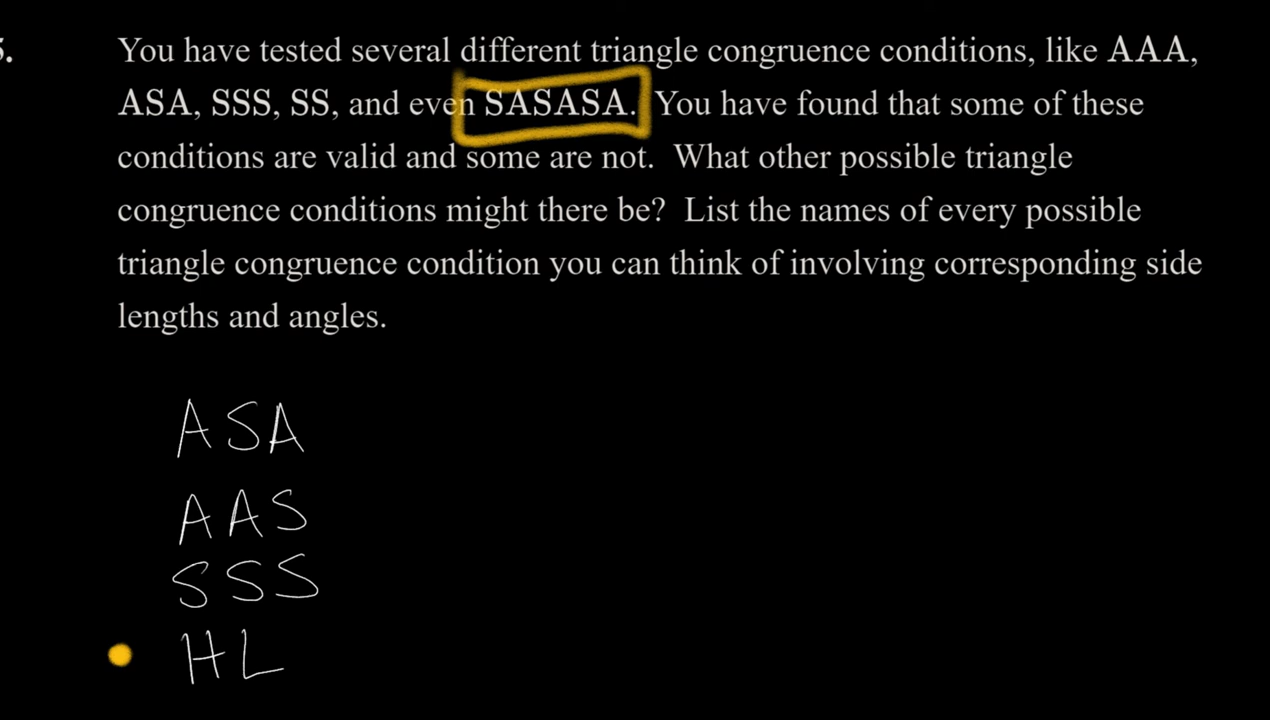 5.
You have tested several different triangle congruence conditions, like AAA,
ASA, SSS, SS, and even SASASA. You have found that some of these
conditions are valid and some are not. What other possible triangle
congruence conditions might there be? List the names of every possible
triangle congruence condition you can think of involving corresponding side
lengths and angles.
ASA
AAS
SSS
HL